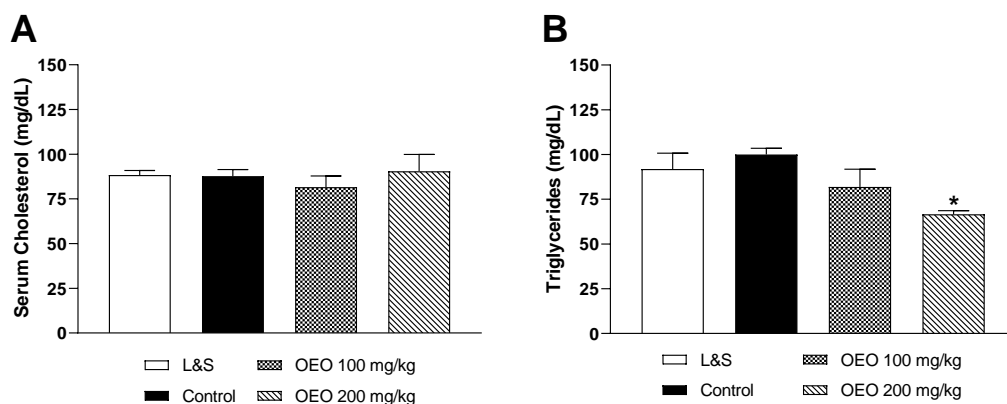 A
Serum Cholesterol (mg/dL)
150
125
100
75
50
25
0
L&S
OEO 100 mg/kg
Control
OEO 200 mg/kg
B
Triglycerides (mg/dL)
150
125
100
75
50
25
0
*
L&S
OEO 100 mg/kg
Control
OEO 200 mg/kg